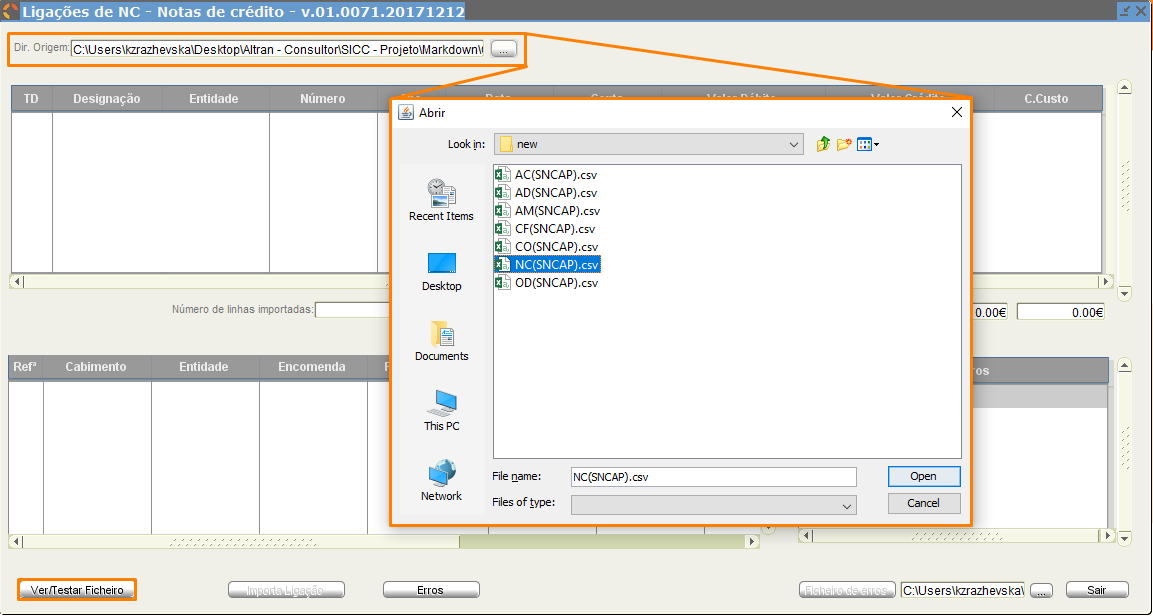 Ligações de NC - Notas de crédito - v.01.0071.20171212
Dir. Origem: C:\Users\kzrazhevska\Desktop\Altran - Consultor\SICC - Projeto\Markdown\ ...
TD Designação Entidade Número Data Conta Valor Débito Valor Crédito C.Custo
Abrir
Look in: new
AC(SNCAP).csv
AD(SNCAP).csv
AM(SNCAP).csv
CF(SNCAP).csv
CO(SNCAP).csv
NC(SNCAP).csv
OD(SNCAP).csv
Recent Items
Desktop
Documents
This PC
Network
File name: NC(SNCAP).csv Open
Files of type: Cancel
Número de linhas importadas: 0.00€ 0.00€
Refª Cabimento Entidade Encomenda
Ver/Testar Ficheiro Importa Ligação Erros Ficheiro de erros C:\Users\kzrazhevska\ ... Sair